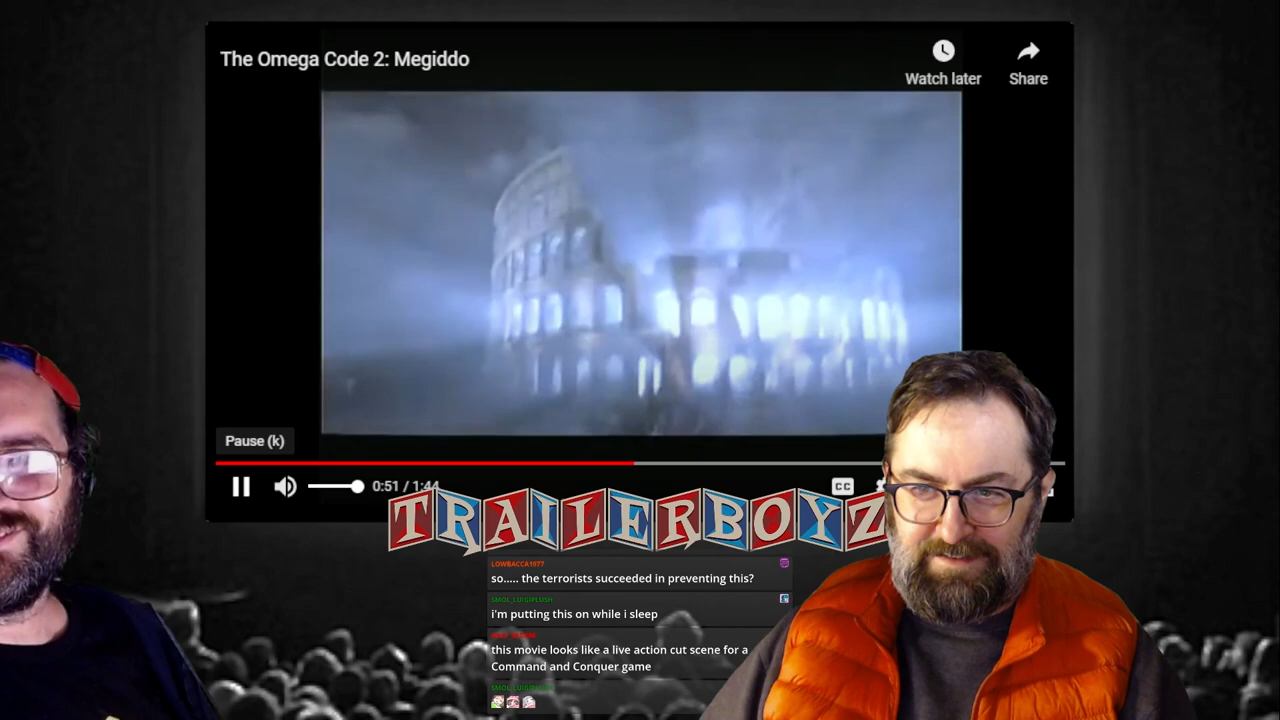 The Omega Code 2: Megiddo
Watch later
Share
Pause (k)
0:51 / 1:44
CC
TRAILERBOYZ
LOWBACCA1977
so..... the terrorists succeeded in preventing this?
SMOL_LUIGIPLUSH
i'm putting this on while i sleep
this movie looks like a live action cut scene for a
Command and Conquer game